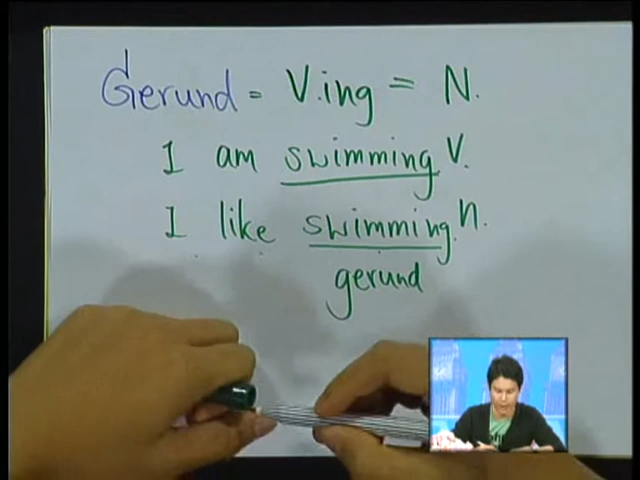 Gerund = V.ing = N.
I am swimming V.
I like swimming n.
gerund